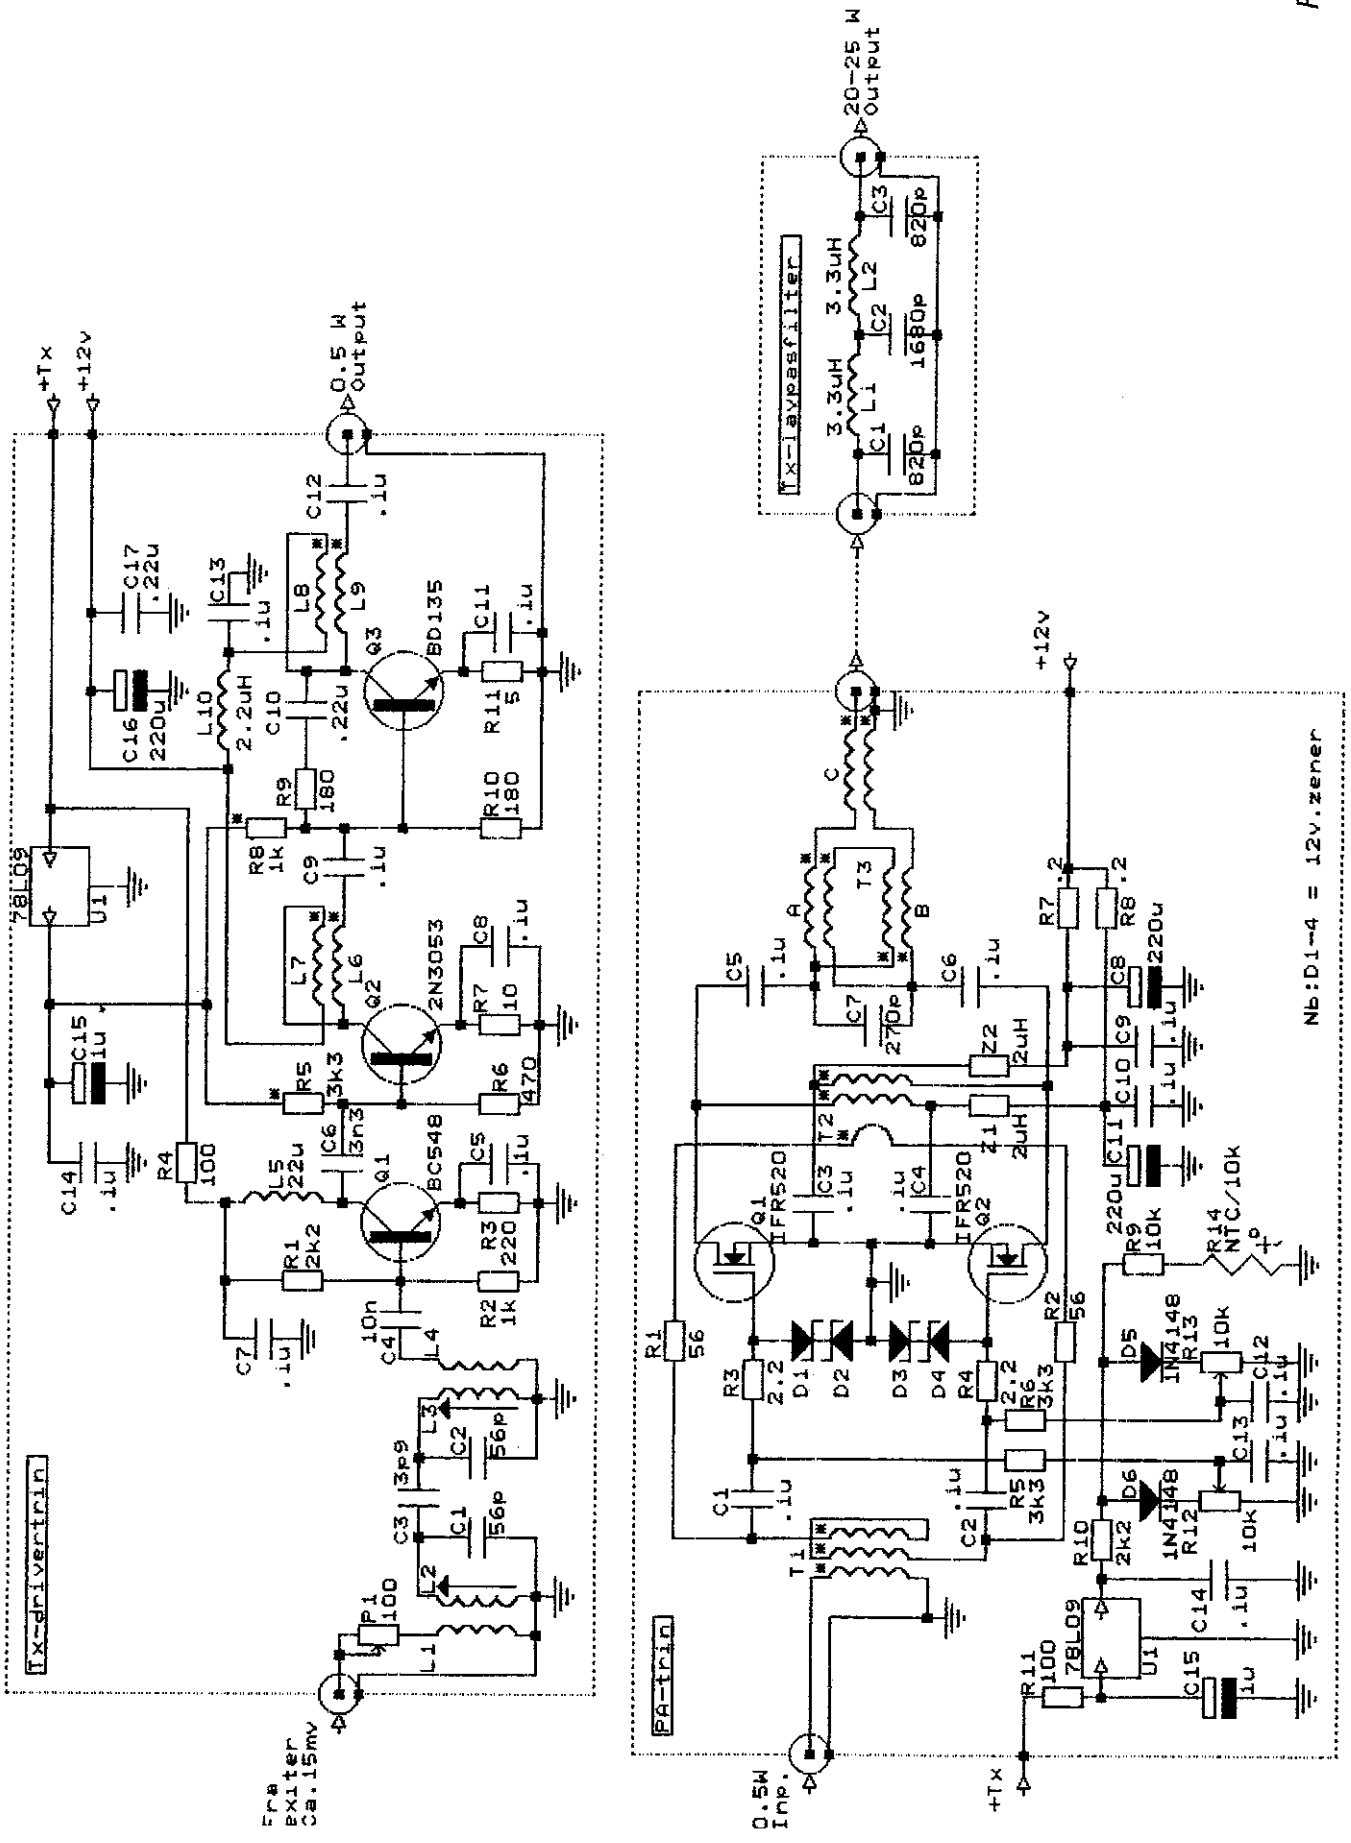 Tx-drivertrin
Fra
exiter
Ca.15mv
P1
100
L1
L2
C1
56p
C3
3p9
C2
56p
L3
L4
C4
10n
C7
.1u
R1
2k2
R2
1k
R3
220
C5
.1u
Q1
BC548
L5
22u
R4
100
C14
.1u
C15
1u
C6
3n3
R5
3k3
*
R6
470
Q2
2N3053
R7
10
C8
.1u
L7
L6
*
*
78L09
U1
C9
.1u
R8
1k
*
R9
180
R10
180
C10
.22u
Q3
BD135
R11
5
C11
.1u
L8
L9
*
*
L10
2.2uH
C13
.1u
C16
220u
C17
.22u
C12
.1u
+Tx
+12v
0.5 W
Output
PA-trin
0.5W
Inp.
+Tx
T1
*
*
*
C1
.1u
C2
.1u
R1
56
R2
56
R3
2.2
R4
2.2
R5
3k3
R6
3k3
D1
D2
D3
D4
Q1
IFR520
Q2
IFR520
C3
.1u
C4
.1u
T2
*
*
*
Z1
2uH
Z2
2uH
C5
.1u
C6
.1u
C7
270p
A
B
C
T3
*
*
*
*
*
*
R7
.2
R8
.2
C8
220u
C9
.1u
C10
.1u
C11
220u
R9
10k
R14
NTC/10k
D5
1N4148
R13
10k
C12
.1u
C13
.1u
D6
1N4148
R12
10k
R10
2k2
C14
.1u
78L09
U1
R11
100
C15
1u
+12v
Nb:D1-4 = 12v.zener
Tx-lavpasfilter
C1
820p
3.3uH
L1
C2
1680p
3.3uH
L2
C3
820p
20-25 W
Output